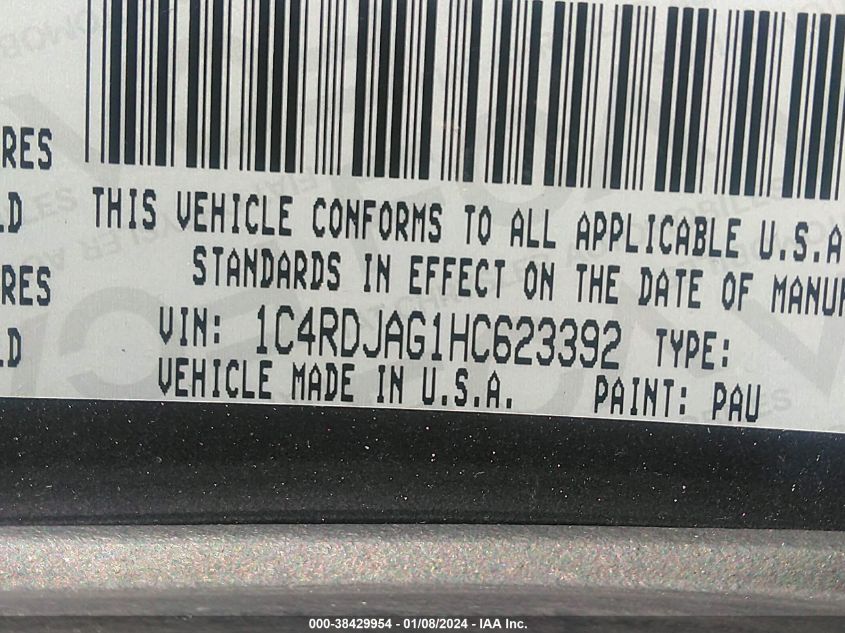 RES
THIS VEHICLE CONFORMS TO ALL APPLICABLE U.S.A
LD
STANDARDS IN EFFECT ON THE DATE OF MANUF
RES
VIN: 1C4RDJAG1HC623392 TYPE:
LD
VEHICLE MADE IN U.S.A. PAINT: PAU
000-38429954 - 01/08/2024 - IAA Inc.